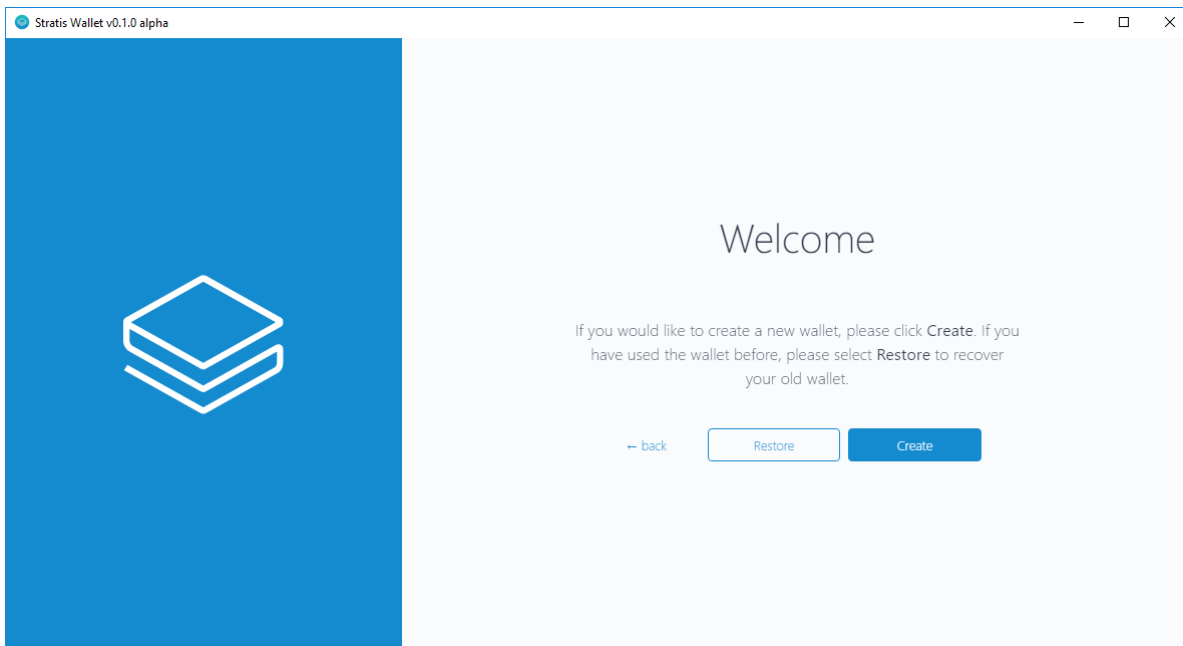 Stratis Wallet v0.1.0 alpha
Welcome
If you would like to create a new wallet, please click Create. If you
have used the wallet before, please select Restore to recover
your old wallet.
← back
Restore
Create